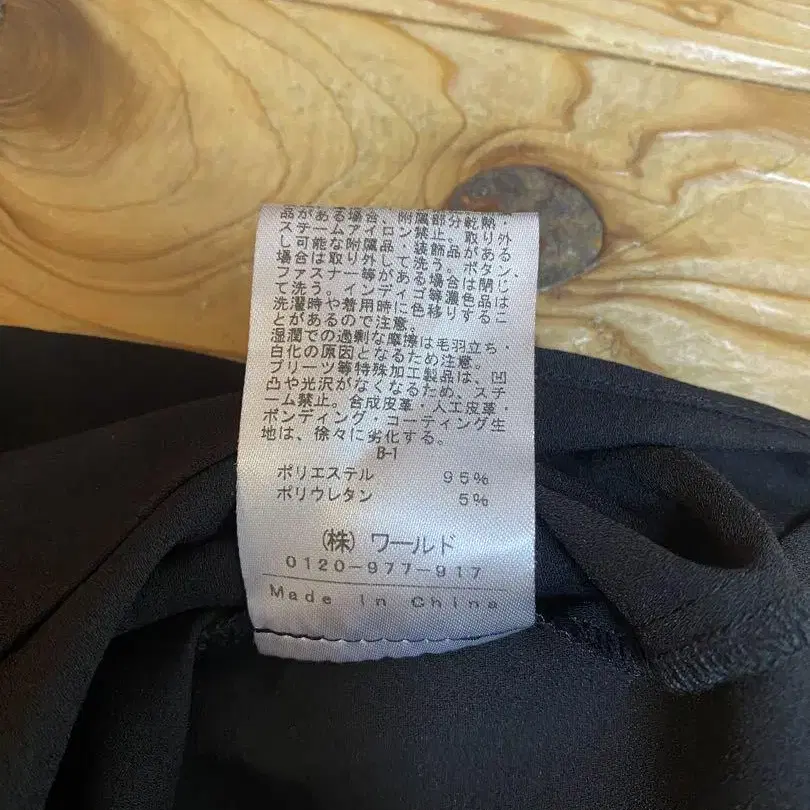 品がある場合、附属部分乾熱・
スチームアイロン禁止。取り外
し可能な附属品・装飾品がある
場合は取り外して洗う。ボタン
ファスナー等がある場合は閉じ
て洗う。インディゴ等濃色品は
洗濯時や着用時に色移りするこ
とがあるので注意。
湿潤での過剰な摩擦は毛羽立ち・
白化の原因となるため注意。
プリーツ等特殊加工製品は、凹
凸や光沢がなくなるため、スチ
ーム禁止。合成皮革・人工皮革・
ボンディング・コーティング生
地は、徐々に劣化する。
B-1
ポリエステル 95%
ポリウレタン 5%
(株)ワールド
0120-977-917
Made in China